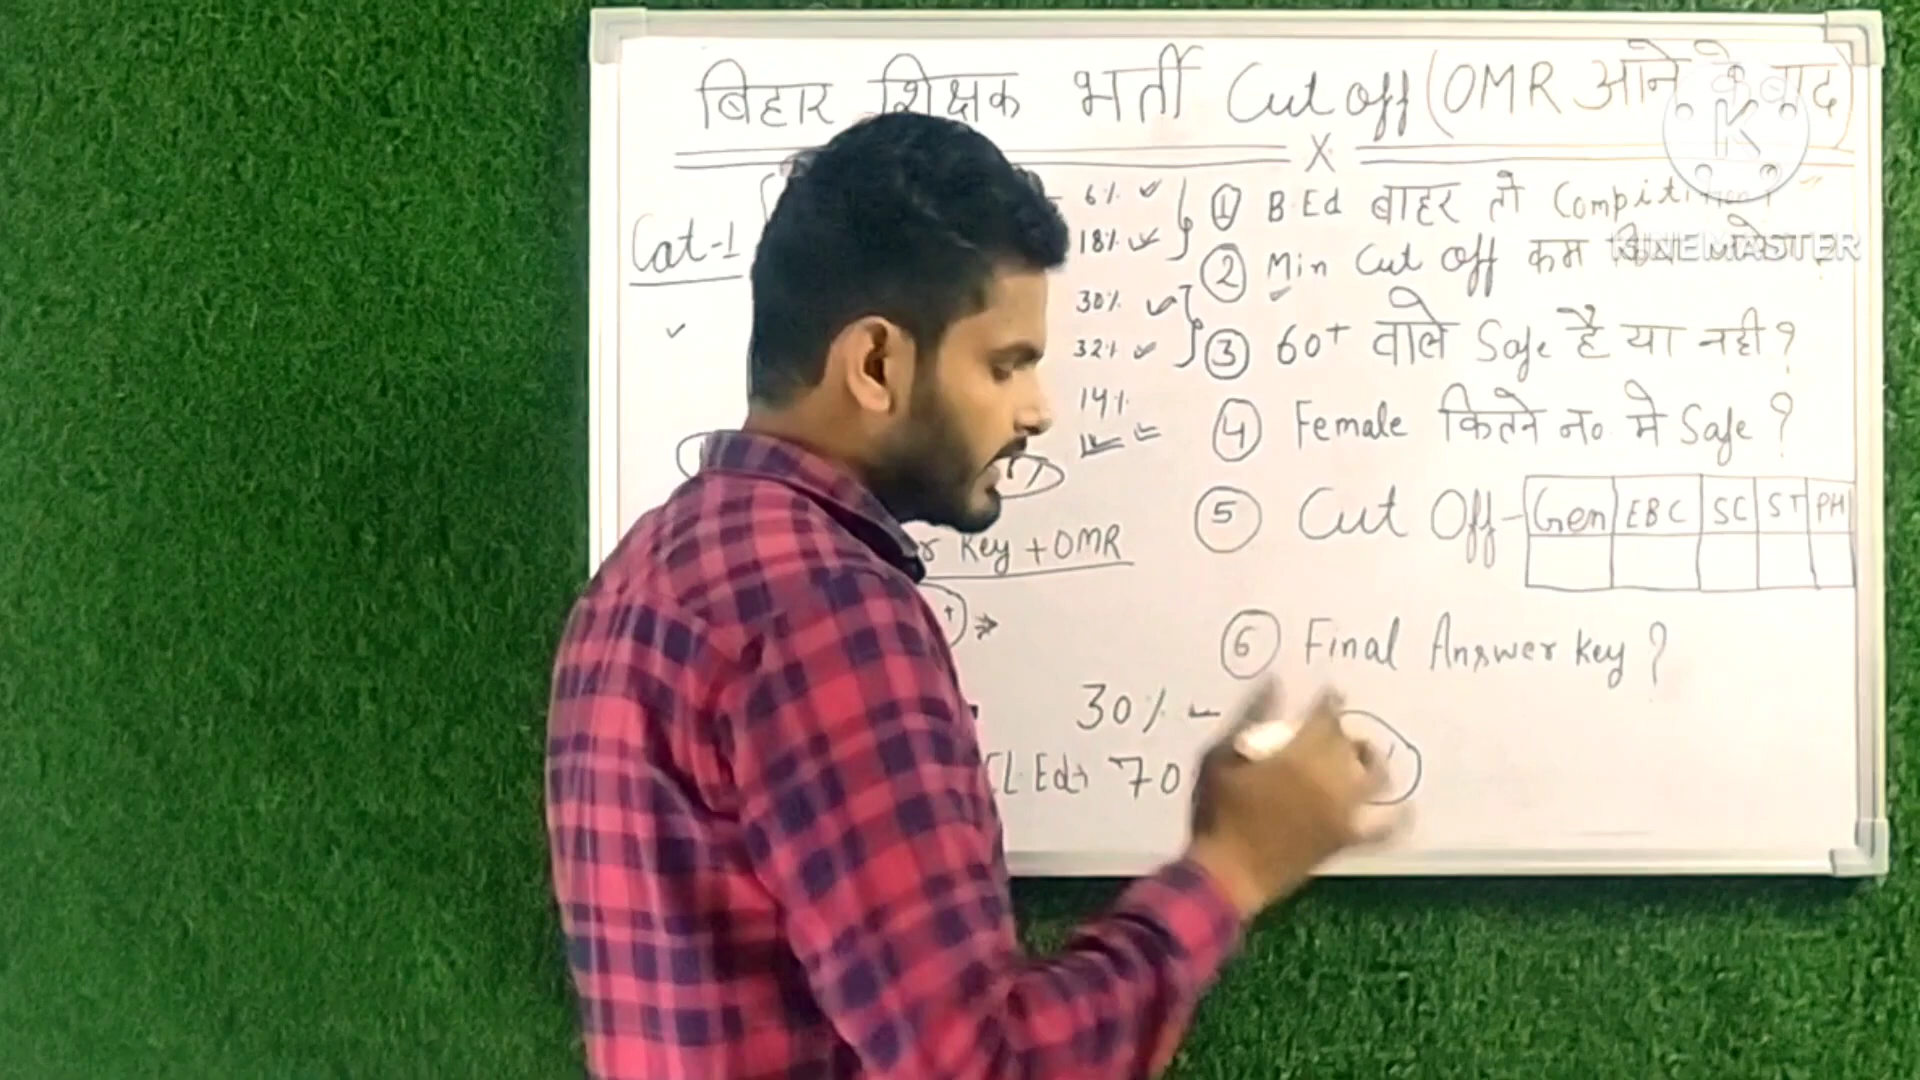 बिहार शिक्षक भर्ती Cut off (OMR आने के बाद)
X
Cat-1
6%
18%
30%
32%
14%
Key + OMR
30%
Ed 70
① B.Ed बाहर तो
② Min Cut off कम
③ 60+ वाले Safe है या नही?
④ Female कितने no. मे Safe?
⑤ Cut Off - Gen EBC SC ST PH
⑥ Final Answer key?
K
KINEMASTER